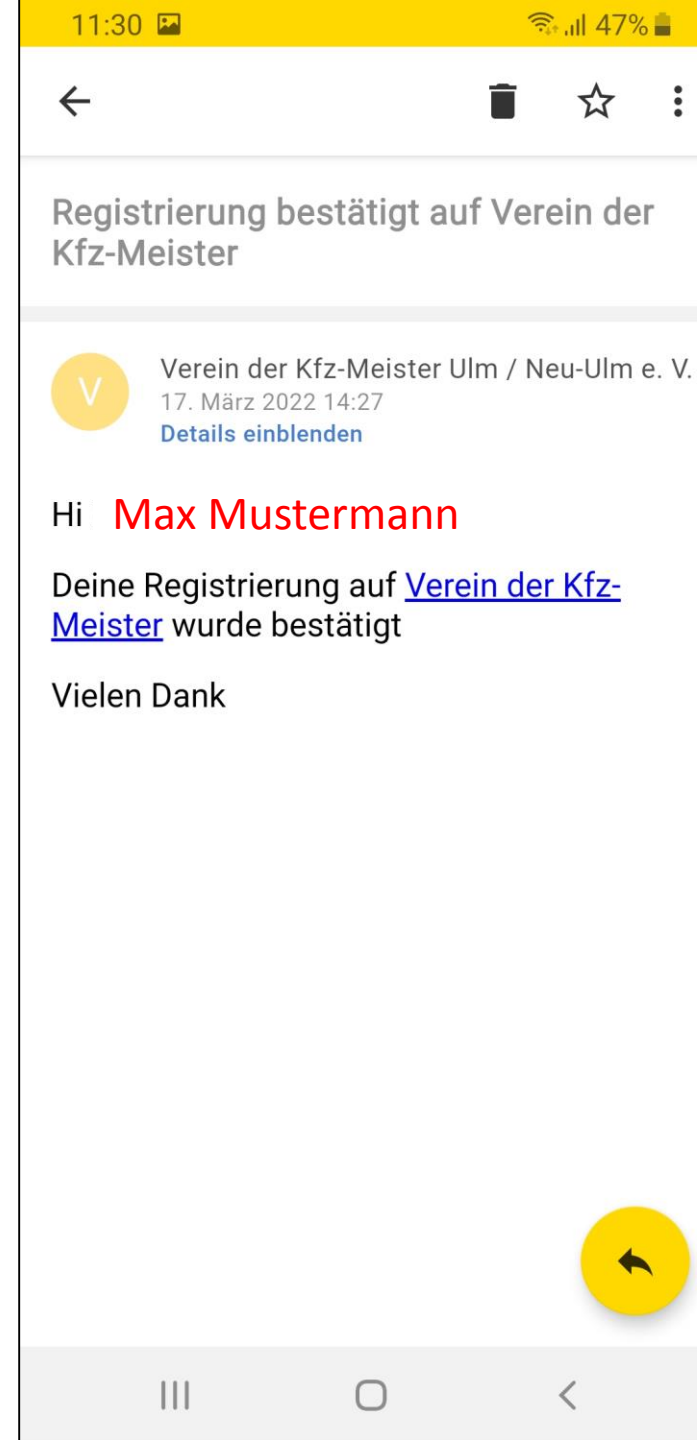 11:30 47%
Registrierung bestätigt auf Verein der
Kfz-Meister
V
Verein der Kfz-Meister Ulm / Neu-Ulm e. V.
17. März 2022 14:27
Details einblenden
Hi Max Mustermann
Deine Registrierung auf Verein der Kfz-
Meister wurde bestätigt
Vielen Dank